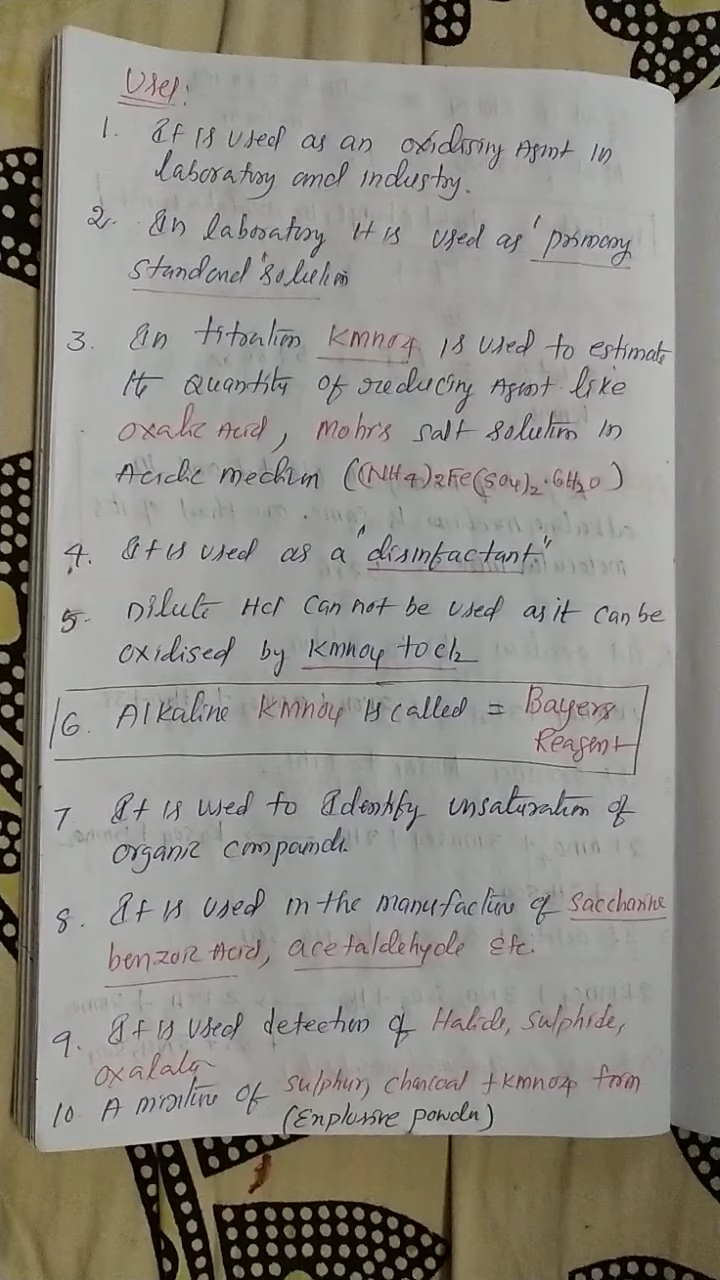 Uses:
1. It is used as an oxidising Agent in
laboratory and industry.
2. In laboratory it is used as "primary
standard" solution
3. In titration KMnO4 is used to estimate
the quantity of reducing Agent like
oxalic Acid, Mohr's salt solution in
Acidic medium ((NH4)2Fe(SO4)2·6H2O)
4. It is used as a "disinfactant"
5. Dilute HCl can not be used as it can be
oxidised by KMnO4 to Cl2
6. Alkaline KMnO4 is called = Bayers
Reagent
7 It is used to Identify unsaturation of
organic compounds.
8. It is used in the manufacture of Saccharine
benzoic Acid, acetaldehyde etc.
9. It is used detection of Halide, sulphide,
oxalate
10 A mixture of sulphur, charcoal + KMnO4 form
(Explosive powder)